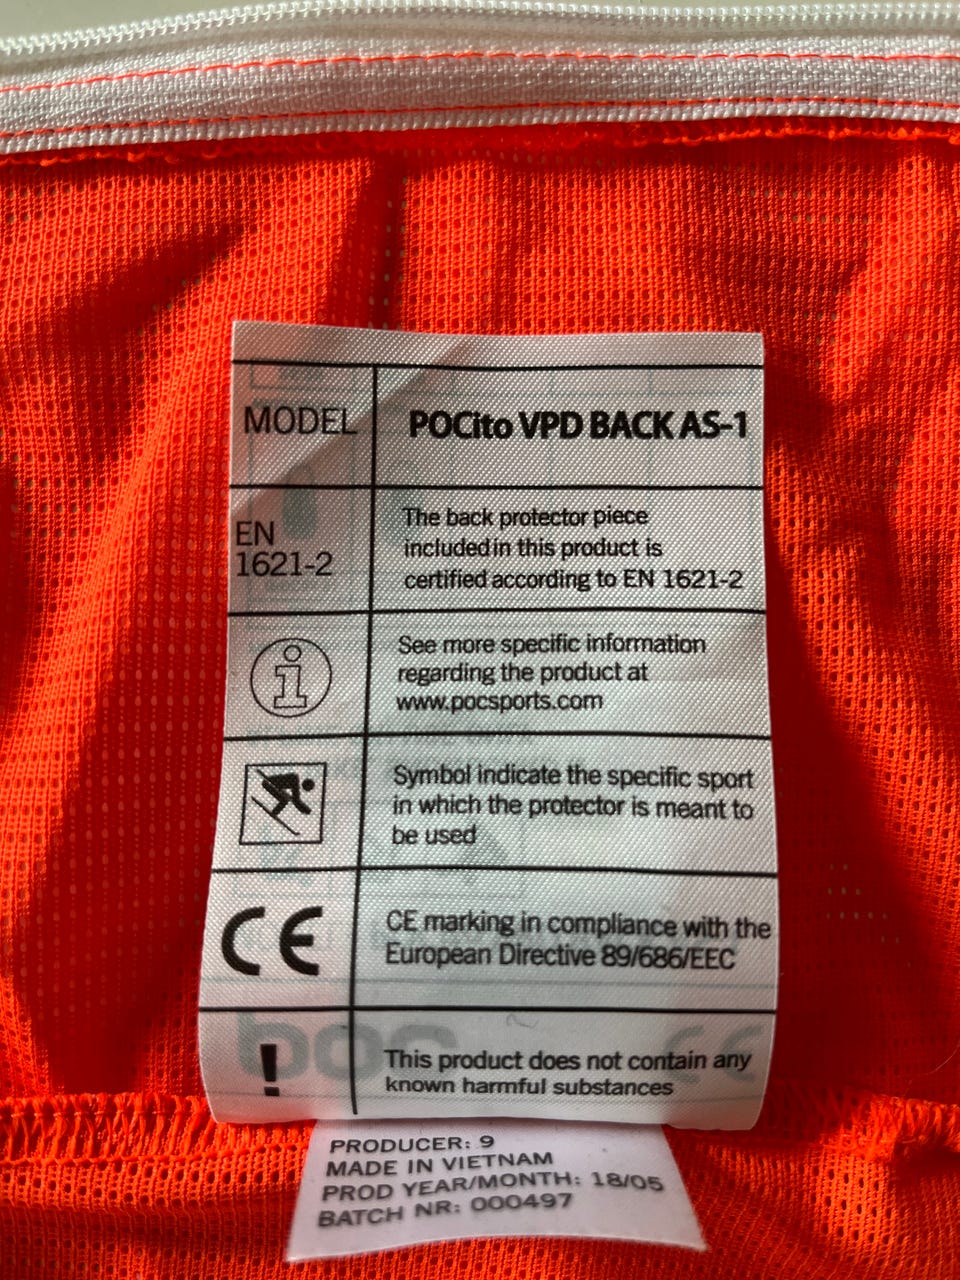 MODEL
POCito VPD BACK AS-1
EN
1621-2
The back protector piece
included in this product is
certified according to EN 1621-2
i
See more specific information
regarding the product at
www.pocsports.com
Symbol indicate the specific sport
in which the protector is meant to
be used
CE
CE marking in compliance with the
European Directive 89/686/EEC
!
This product does not contain any
known harmful substances
PRODUCER: 9
MADE IN VIETNAM
PROD YEAR/MONTH: 18/05
BATCH NR: 000497